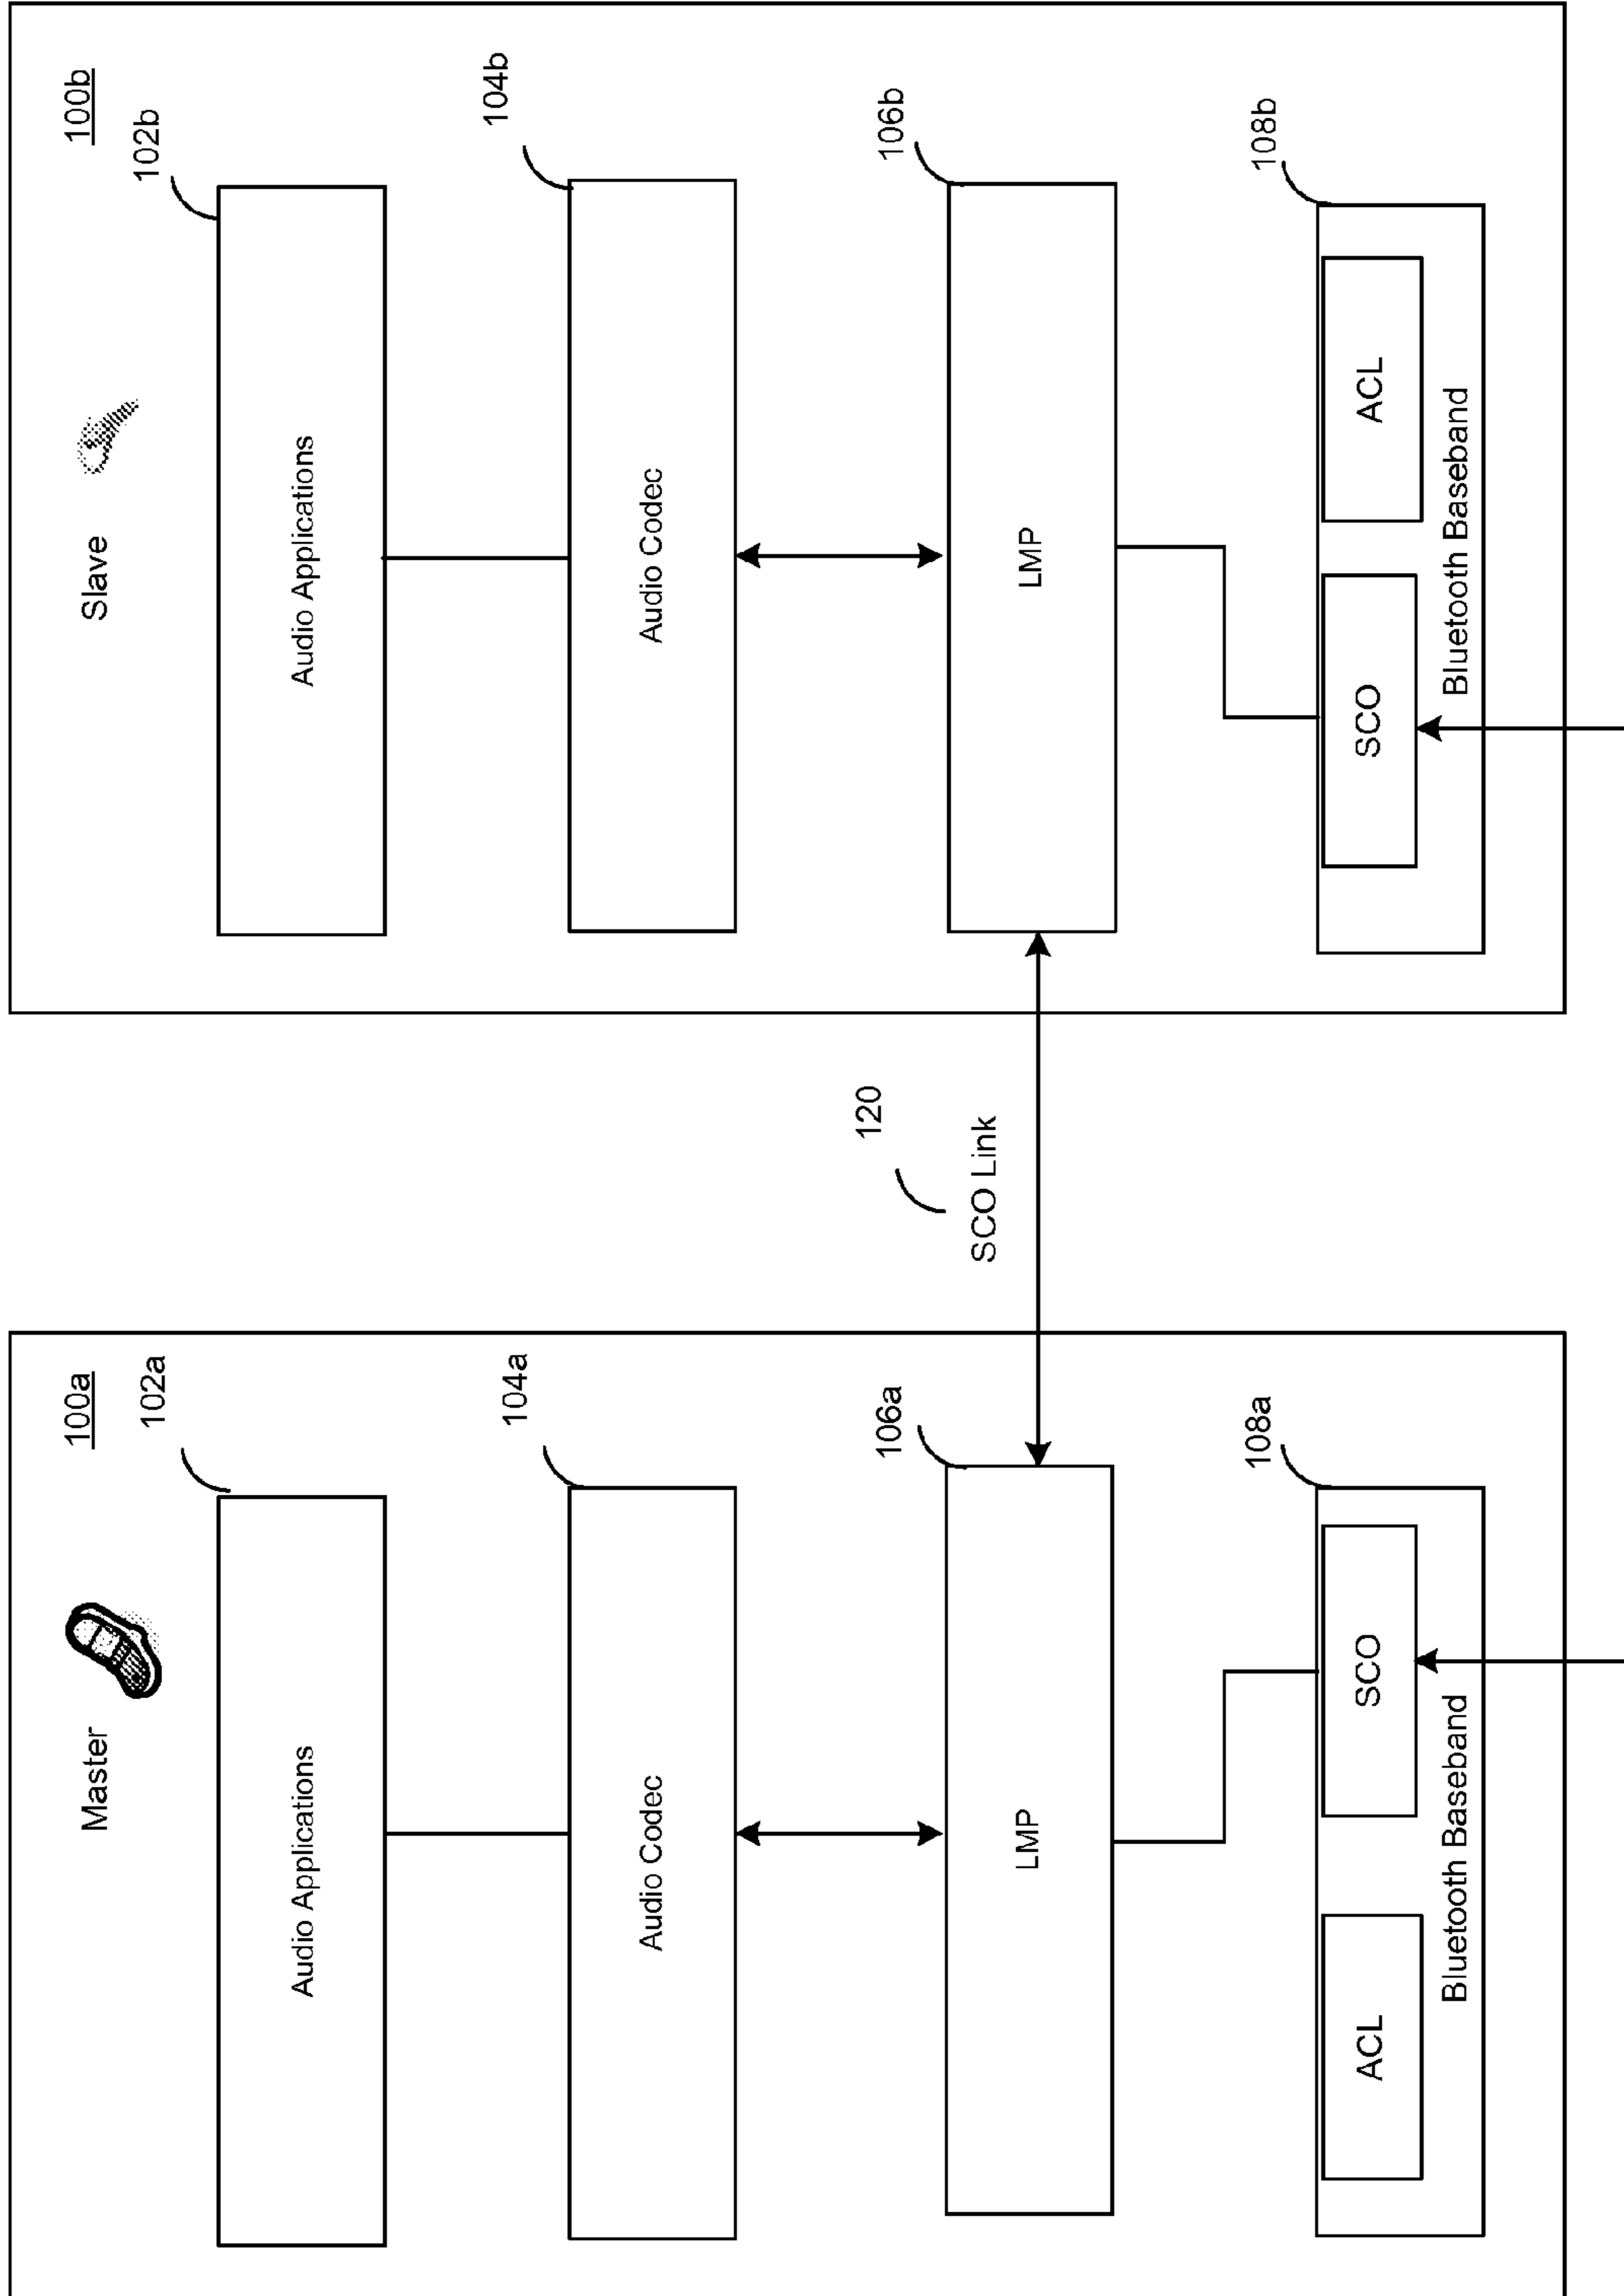 Master
100a
102a
Audio Applications
104a
Audio Codec
106a
LMP
108a
ACL
SCO
Bluetooth Baseband
120
SCO Link
Slave
100b
102b
Audio Applications
104b
Audio Codec
106b
LMP
108b
SCO
ACL
Bluetooth Baseband